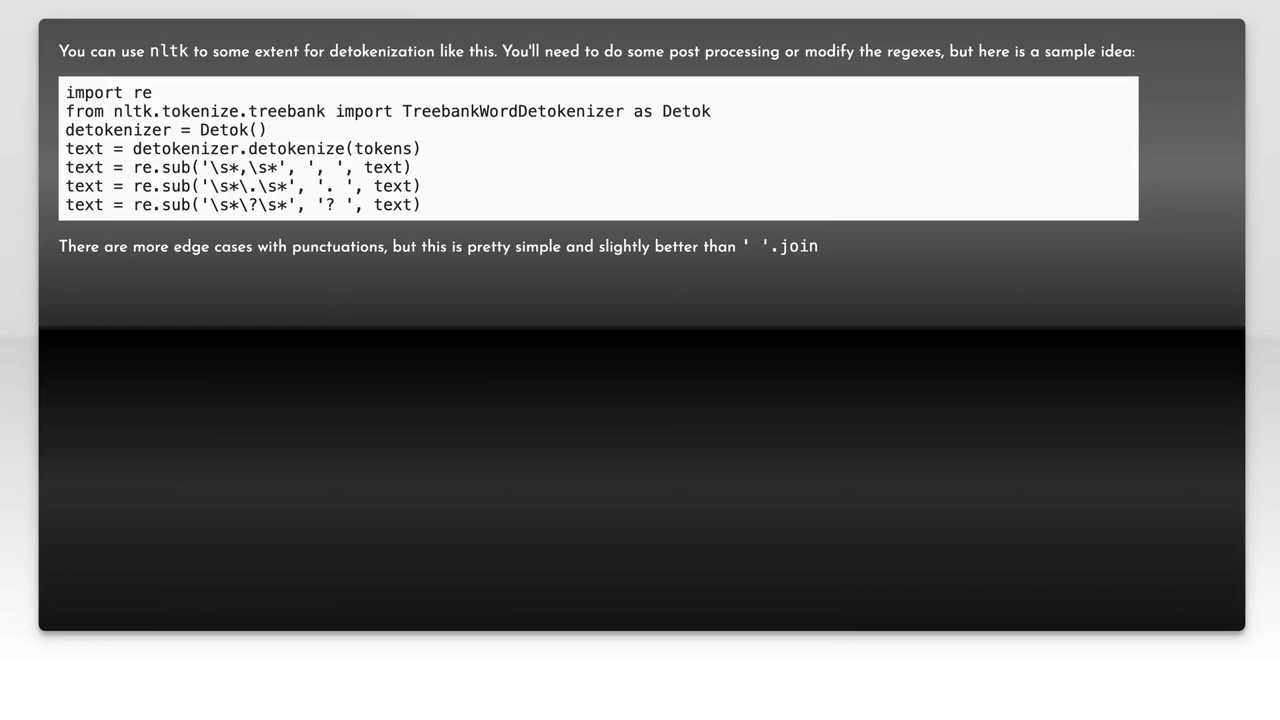 You can use nltk to some extent for detokenization like this. You'll need to do some post processing or modify the regexes, but here is a sample idea:
import re
from nltk.tokenize.treebank import TreebankWordDetokenizer as Detok
detokenizer = Detok()
text = detokenizer.detokenize(tokens)
text = re.sub('\s*,\s*', ', ', text)
text = re.sub('\s*\.\s*', '. ', text)
text = re.sub('\s*\?\s*', '? ', text)
There are more edge cases with punctuations, but this is pretty simple and slightly better than ' '.join